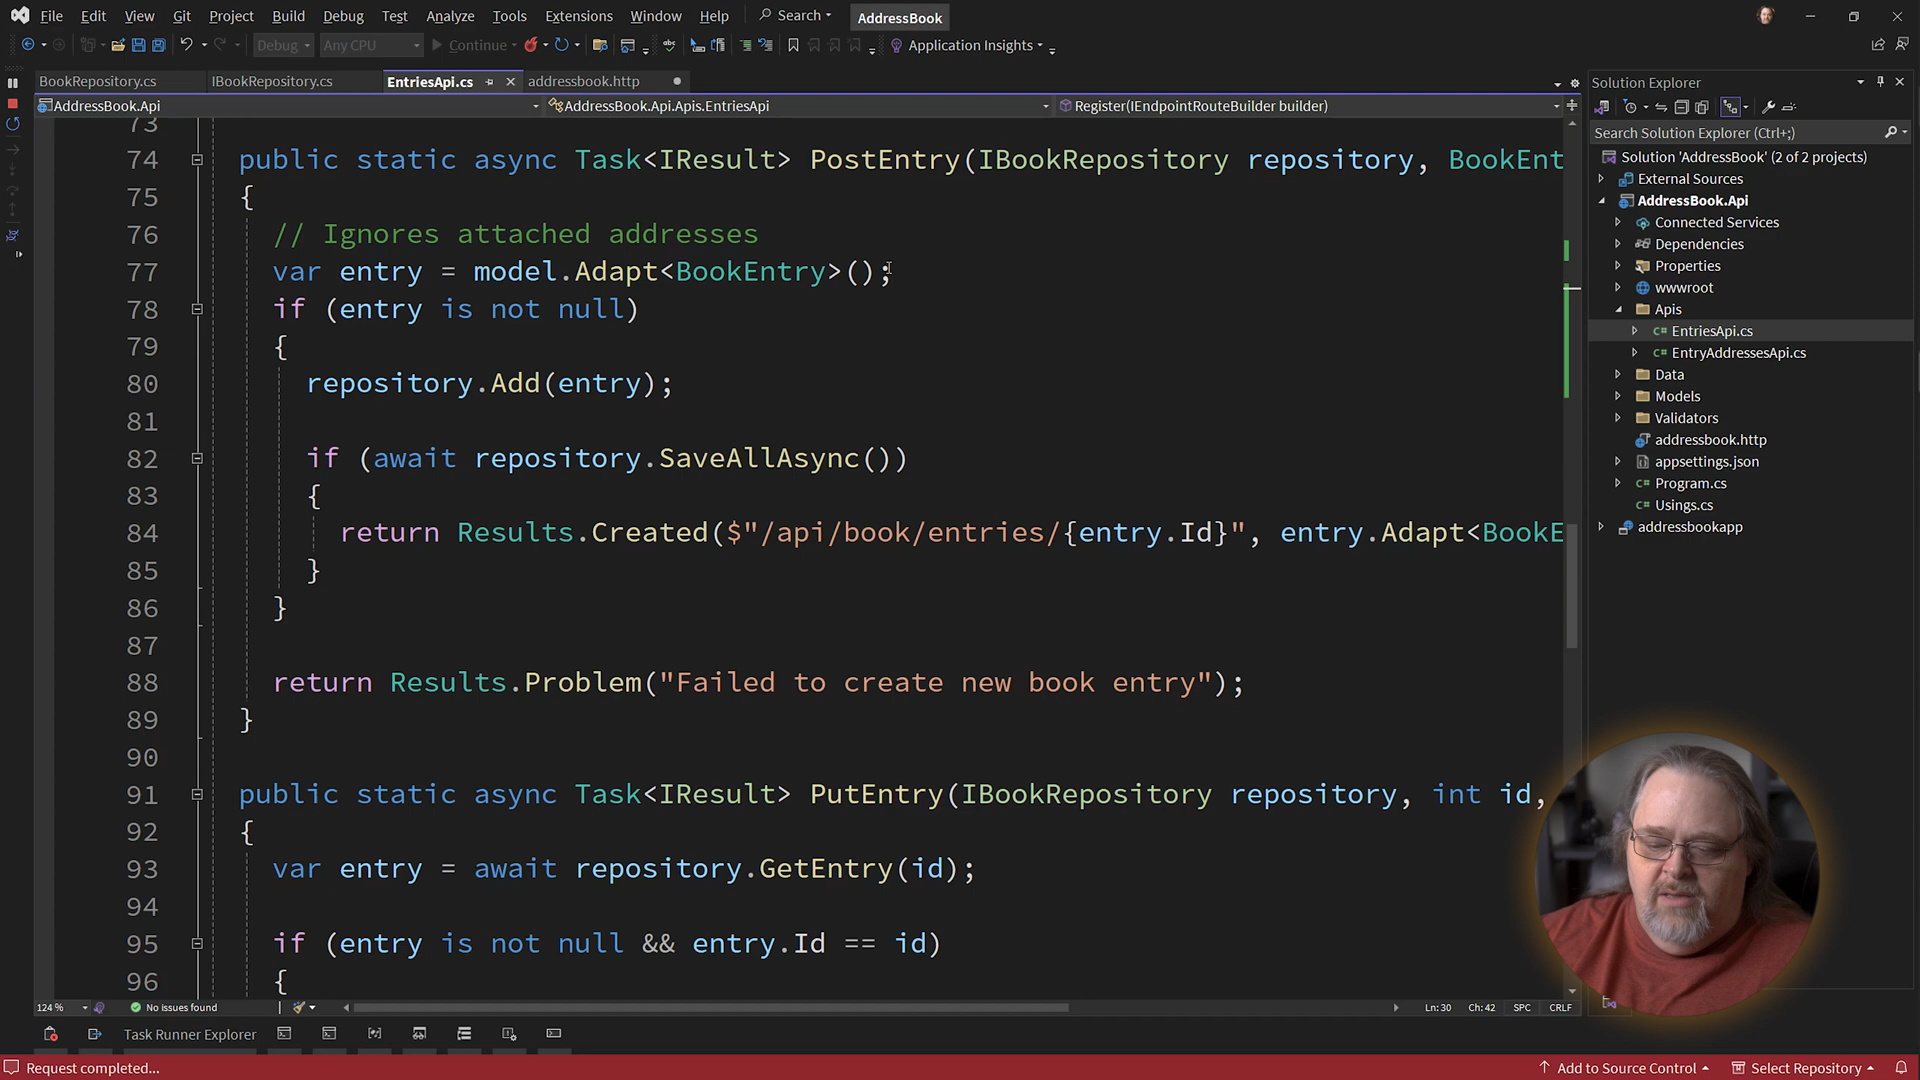 File Edit View Git Project Build Debug Test Analyze Tools Extensions Window Help Search AddressBook
Debug Any CPU Continue Application Insights
BookRepository.cs IBookRepository.cs EntriesApi.cs addressbook.http
AddressBook.Api AddressBook.Api.Apis.EntriesApi Register(IEndpointRouteBuilder builder)
73
74 public static async Task<IResult> PostEntry(IBookRepository repository, BookEnt
75 {
76 // Ignores attached addresses
77 var entry = model.Adapt<BookEntry>();
78 if (entry is not null)
79 {
80 repository.Add(entry);
81
82 if (await repository.SaveAllAsync())
83 {
84 return Results.Created($"/api/book/entries/{entry.Id}", entry.Adapt<BookE
85 }
86 }
87
88 return Results.Problem("Failed to create new book entry");
89 }
90
91 public static async Task<IResult> PutEntry(IBookRepository repository, int id,
92 {
93 var entry = await repository.GetEntry(id);
94
95 if (entry is not null && entry.Id == id)
96 {
124 % No issues found Ln:30 Ch:42 SPC CRLF
Solution Explorer
Search Solution Explorer (Ctrl+;)
Solution 'AddressBook' (2 of 2 projects)
External Sources
AddressBook.Api
Connected Services
Dependencies
Properties
wwwroot
Apis
C# EntriesApi.cs
C# EntryAddressesApi.cs
Data
Models
Validators
addressbook.http
appsettings.json
C# Program.cs
C# Usings.cs
addressbookapp
Task Runner Explorer
Request completed... Add to Source Control Select Repository